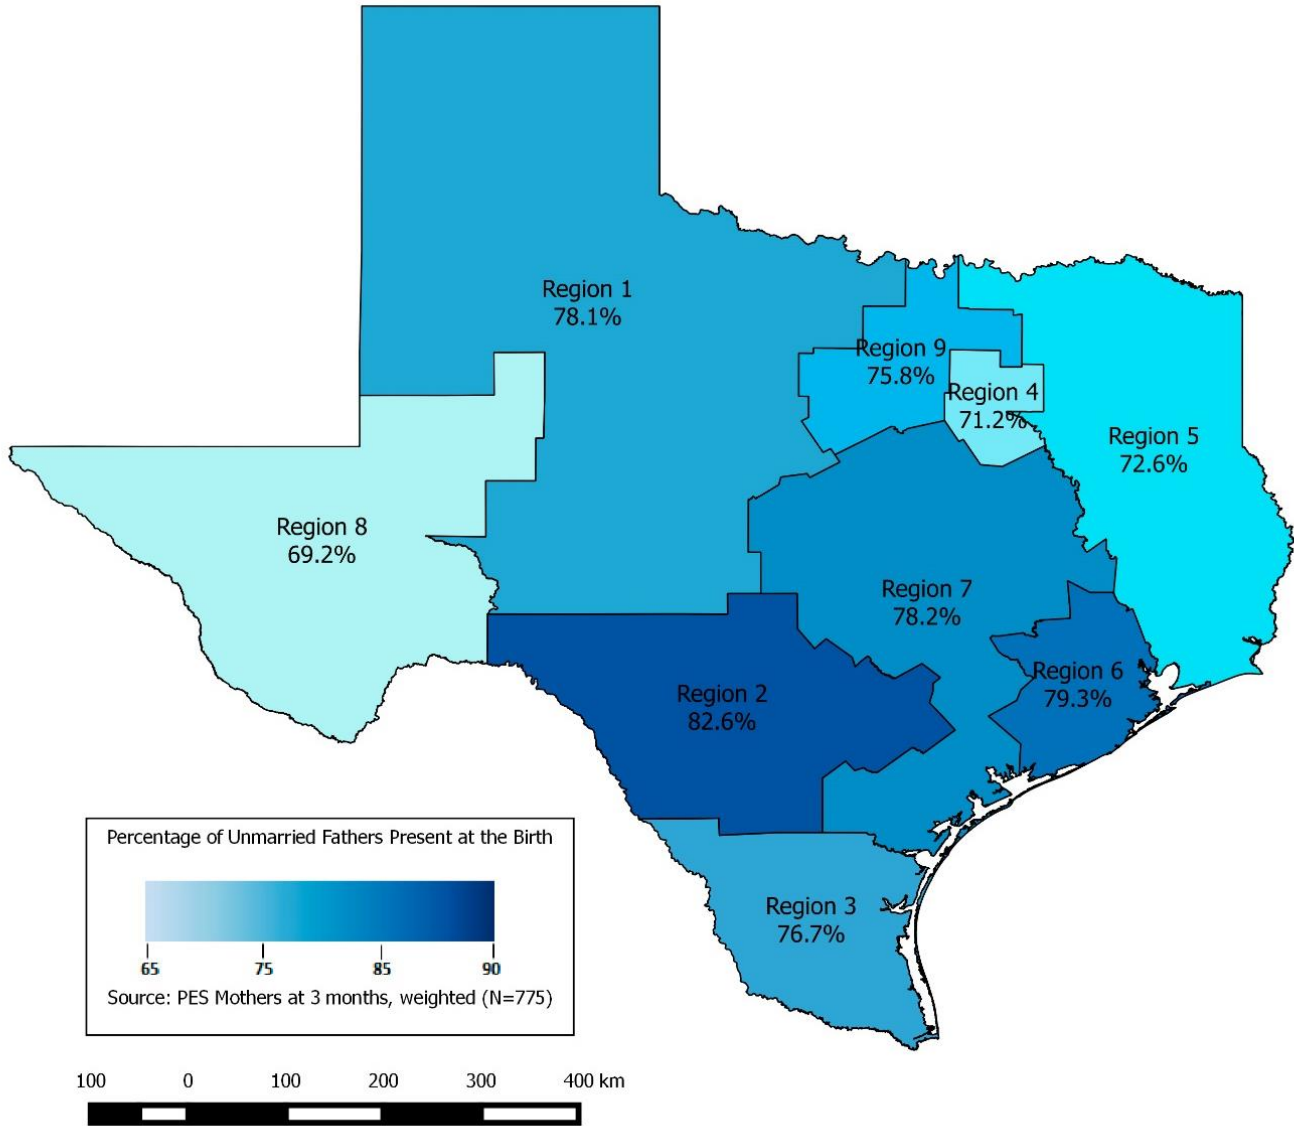 Region 1
78.1%
Region 9
75.8%
Region 4
71.2%
Region 5
72.6%
Region 8
69.2%
Region 7
78.2%
Region 6
79.3%
Region 2
82.6%
Region 3
76.7%
Percentage of Unmarried Fathers Present at the Birth
65 75 85 90
Source: PES Mothers at 3 months, weighted (N=775)
100 0 100 200 300 400 km